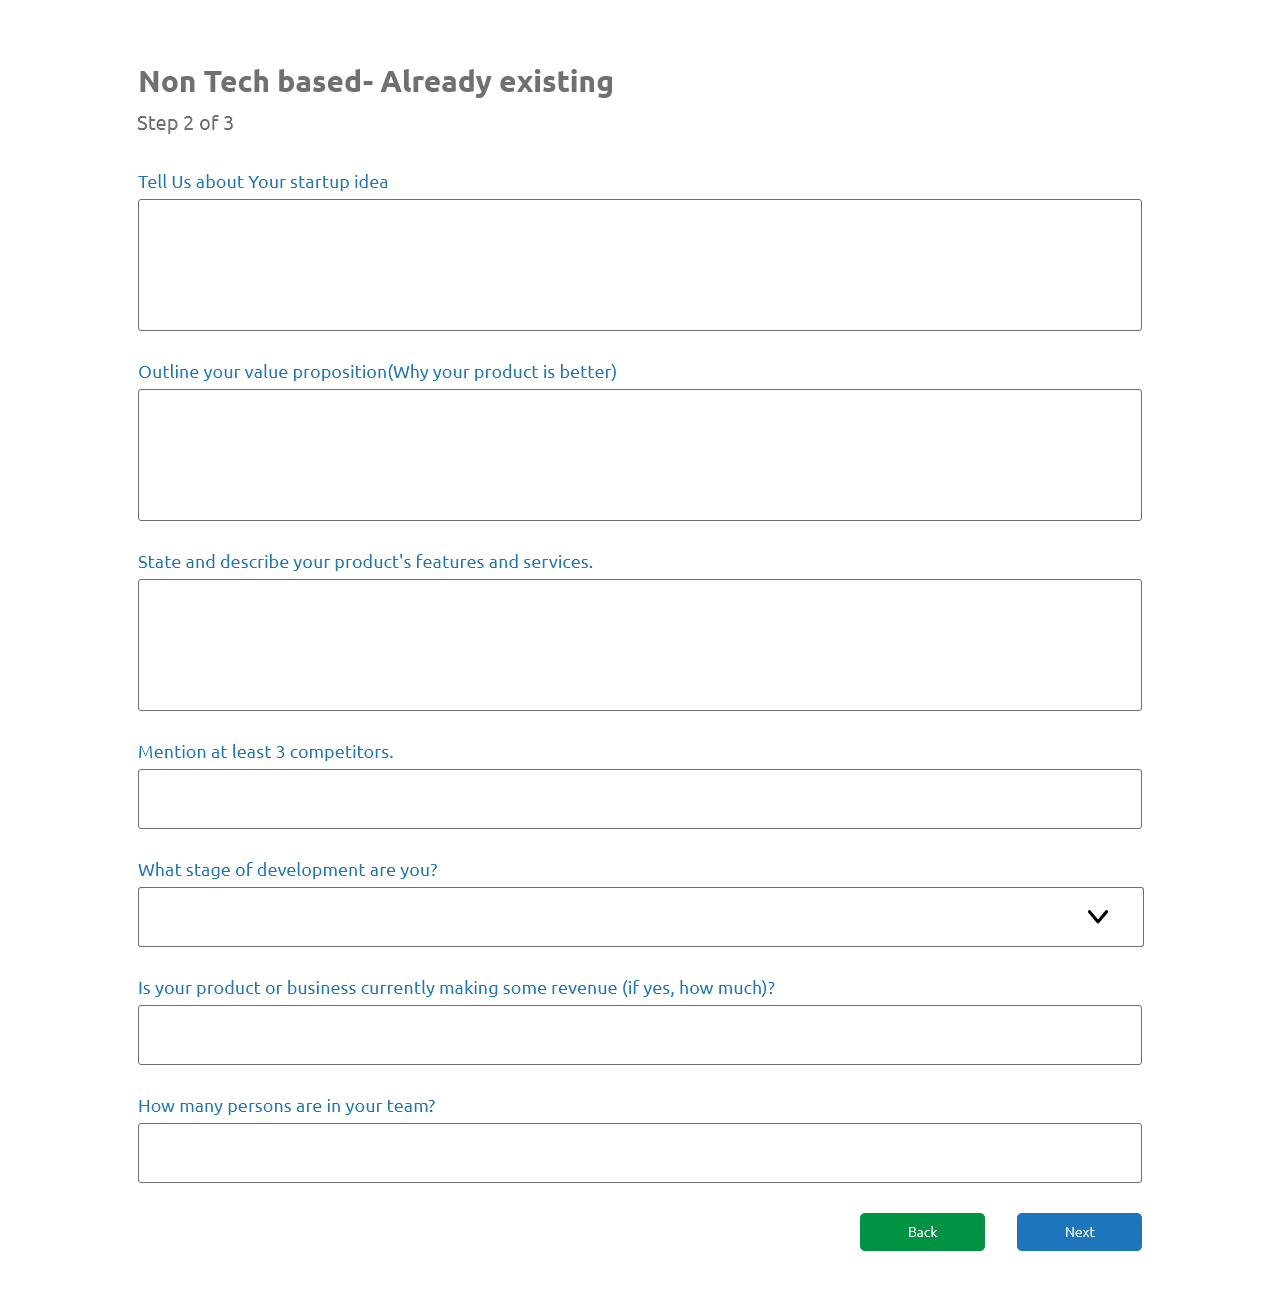 Non Tech based- Already existing
Step 2 of 3
Tell Us about Your startup idea
Outline your value proposition(Why your product is better)
State and describe your product's features and services.
Mention at least 3 competitors.
What stage of development are you?
Is your product or business currently making some revenue (if yes, how much)?
How many persons are in your team?
Back Next